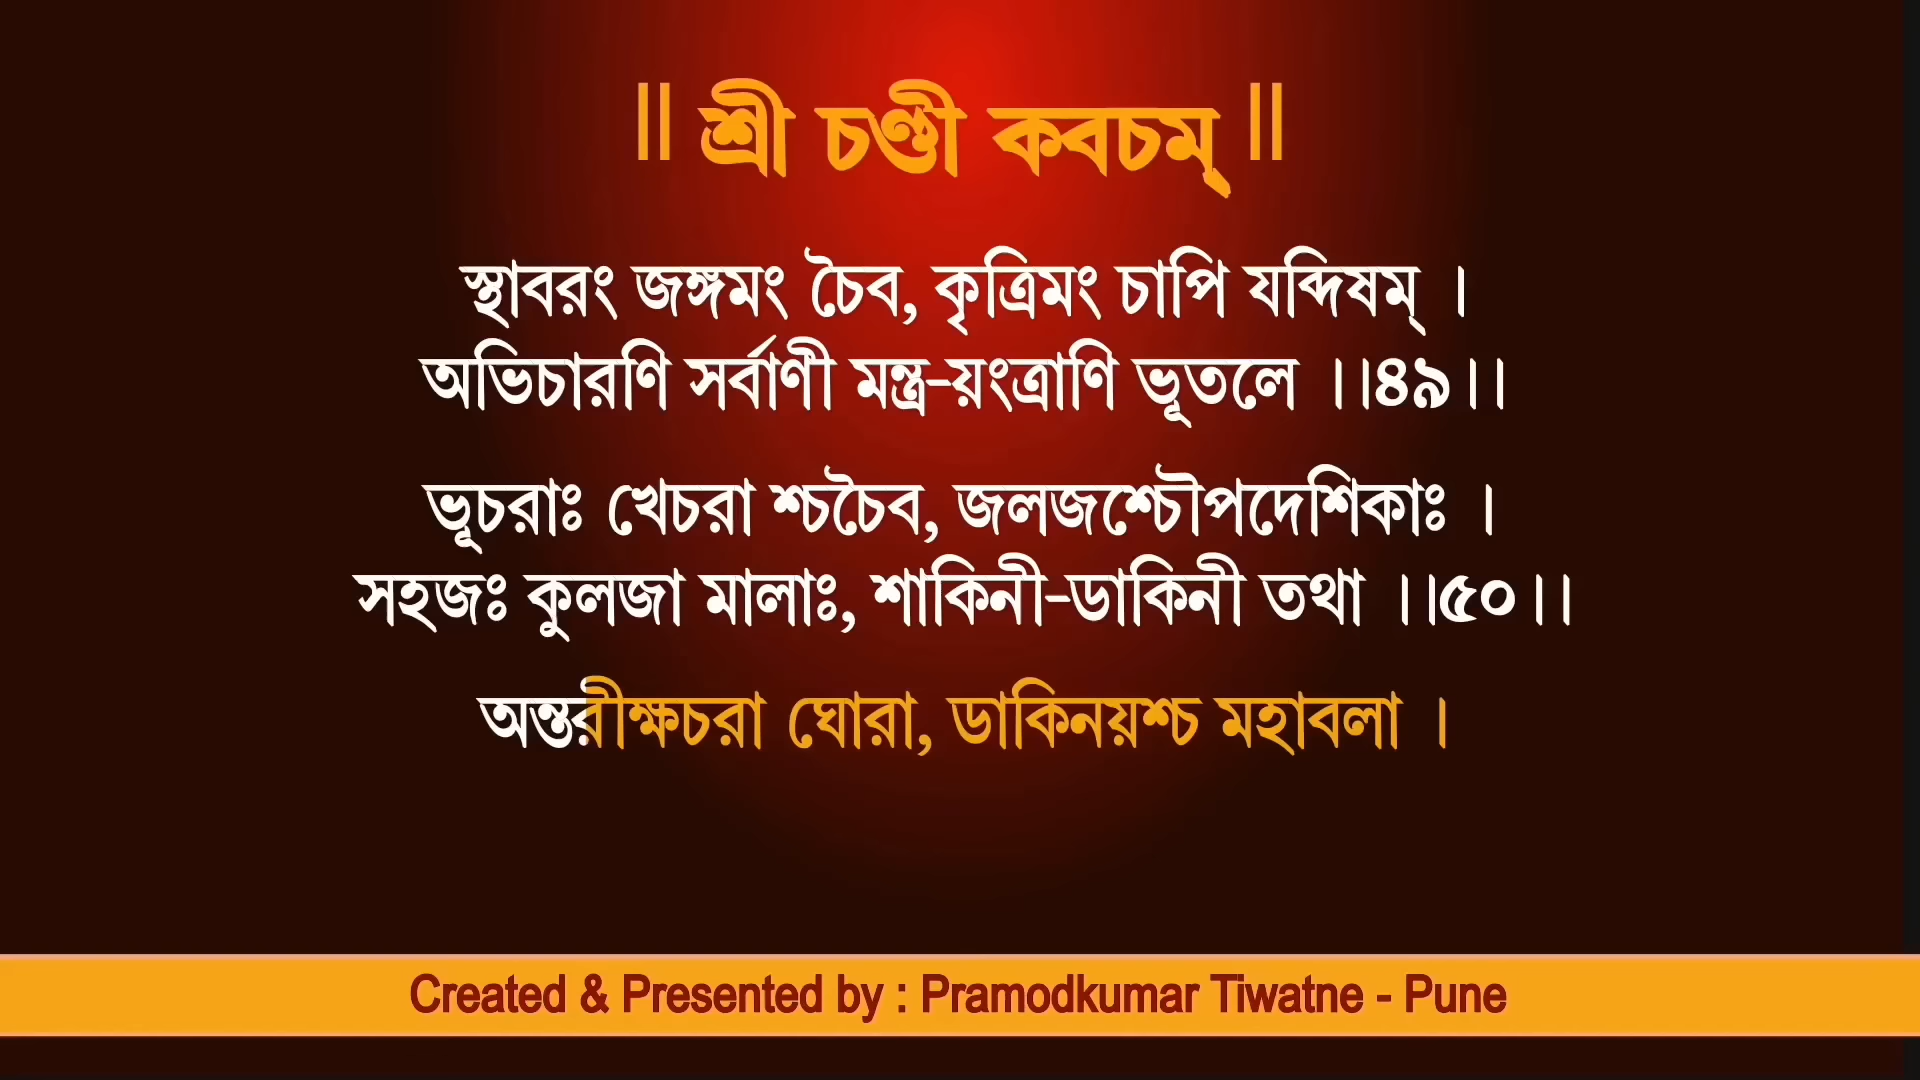 || শ্রী চণ্ডী কবচম্ ||
স্থাবরং জঙ্গমং চৈব, কৃত্রিমং চাপি যব্দিষম্ ।
অভিচারণি সর্বাণী মন্ত্র-য়ংত্রাণি ভূতলে ।।৪৯।।
ভূচরাঃ খেচরা শ্চচৈব, জলজশ্চৌপদেশিকাঃ ।
সহজঃ কুলজা মালাঃ, শাকিনী-ডাকিনী তথা ।।৫০।।
অন্তরীক্ষচরা ঘোরা, ডাকিনয়শ্চ মহাবলা ।
Created & Presented by : Pramodkumar Tiwatne - Pune